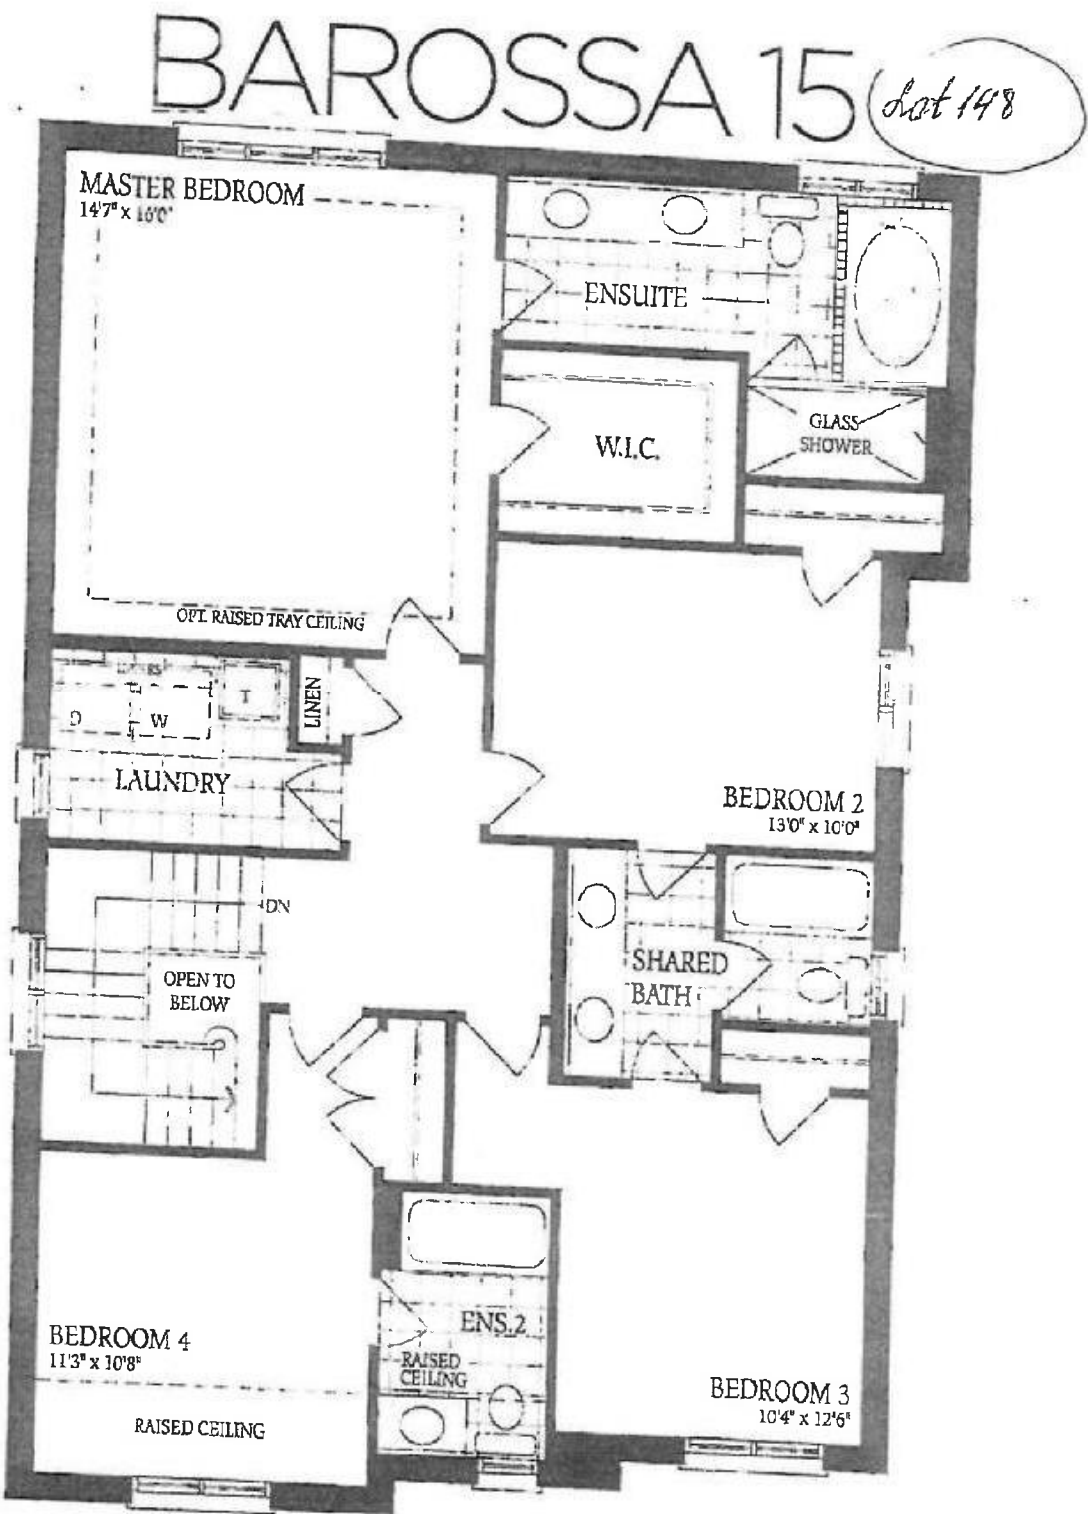 BAROSSA 15
Lot 148
MASTER BEDROOM
14'7" x 16'0"
ENSUITE
GLASS
SHOWER
W.I.C.
OPT. RAISED TRAY CEILING
LINEN
D
W
T
LAUNDRY
BEDROOM 2
13'0" x 10'0"
DN
OPEN TO
BELOW
SHARED
BATH
ENS.2
RAISED
CEILING
BEDROOM 4
11'3" x 10'8"
RAISED CEILING
BEDROOM 3
10'4" x 12'6"